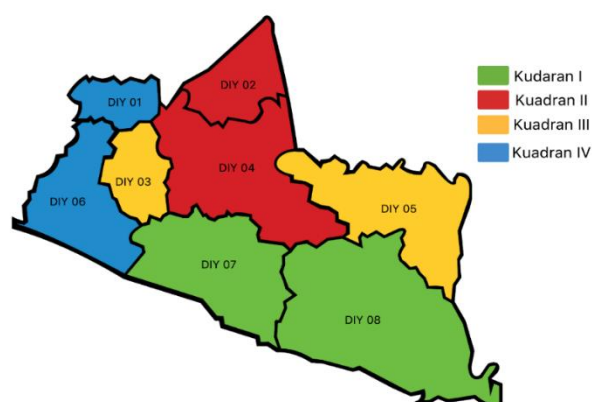 DIY 01
DIY 02
DIY 03
DIY 04
DIY 05
DIY 06
DIY 07
DIY 08
Kudaran I
Kuadran II
Kuadran III
Kuadran IV